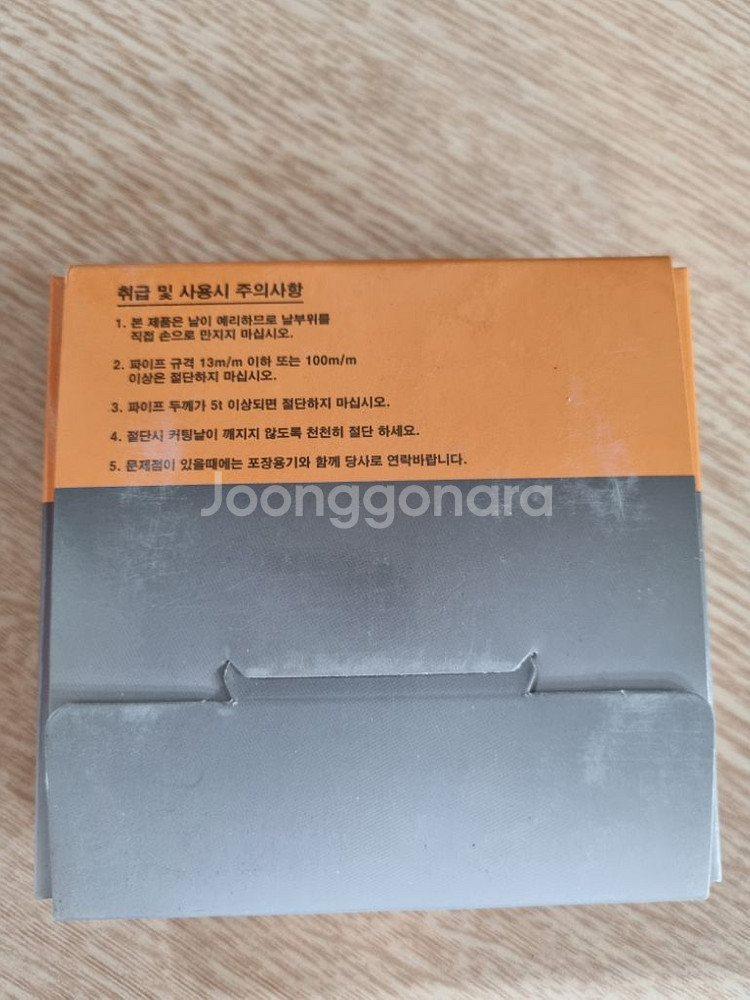 취급 및 사용시 주의사항
1. 본 제품은 날이 예리하므로 날부위를
직접 손으로 만지지 마십시오.
2. 파이프 규격 13m/m 이하 또는 100m/m
이상은 절단하지 마십시오.
3. 파이프 두께가 5t 이상되면 절단하지 마십시오.
4. 절단시 커팅날이 깨지지 않도록 천천히 절단 하세요.
5. 문제점이 있을때에는 포장용기와 함께 당사로 연락바랍니다.
Joonggonara